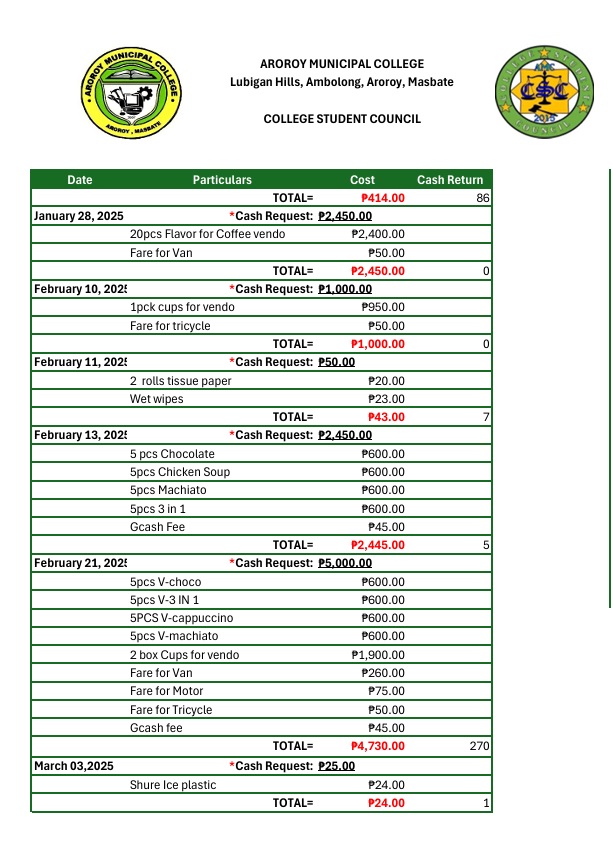 AROROY MUNICIPAL COLLEGE
Lubigan Hills, Ambolong, Aroroy, Masbate
COLLEGE STUDENT COUNCIL
AROROY MUNICIPAL COLLEGE
AROROY, MASBATE
COLLEGE STUDENT COUNCIL
AMC
CSC
2015
Date Particulars Cost Cash Return
TOTAL= ₱414.00 86
January 28, 2025 *Cash Request: ₱2,450.00
20pcs Flavor for Coffee vendo ₱2,400.00
Fare for Van ₱50.00
TOTAL= ₱2,450.00 0
February 10, 2025 *Cash Request: ₱1,000.00
1pck cups for vendo ₱950.00
Fare for tricycle ₱50.00
TOTAL= ₱1,000.00 0
February 11, 2025 *Cash Request: ₱50.00
2 rolls tissue paper ₱20.00
Wet wipes ₱23.00
TOTAL= ₱43.00 7
February 13, 2025 *Cash Request: ₱2,450.00
5 pcs Chocolate ₱600.00
5pcs Chicken Soup ₱600.00
5pcs Machiato ₱600.00
5pcs 3 in 1 ₱600.00
Gcash Fee ₱45.00
TOTAL= ₱2,445.00 5
February 21, 2025 *Cash Request: ₱5,000.00
5pcs V-choco ₱600.00
5pcs V-3 IN 1 ₱600.00
5PCS V-cappuccino ₱600.00
5pcs V-machiato ₱600.00
2 box Cups for vendo ₱1,900.00
Fare for Van ₱260.00
Fare for Motor ₱75.00
Fare for Tricycle ₱50.00
Gcash fee ₱45.00
TOTAL= ₱4,730.00 270
March 03,2025 *Cash Request: ₱25.00
Shure Ice plastic ₱24.00
TOTAL= ₱24.00 1